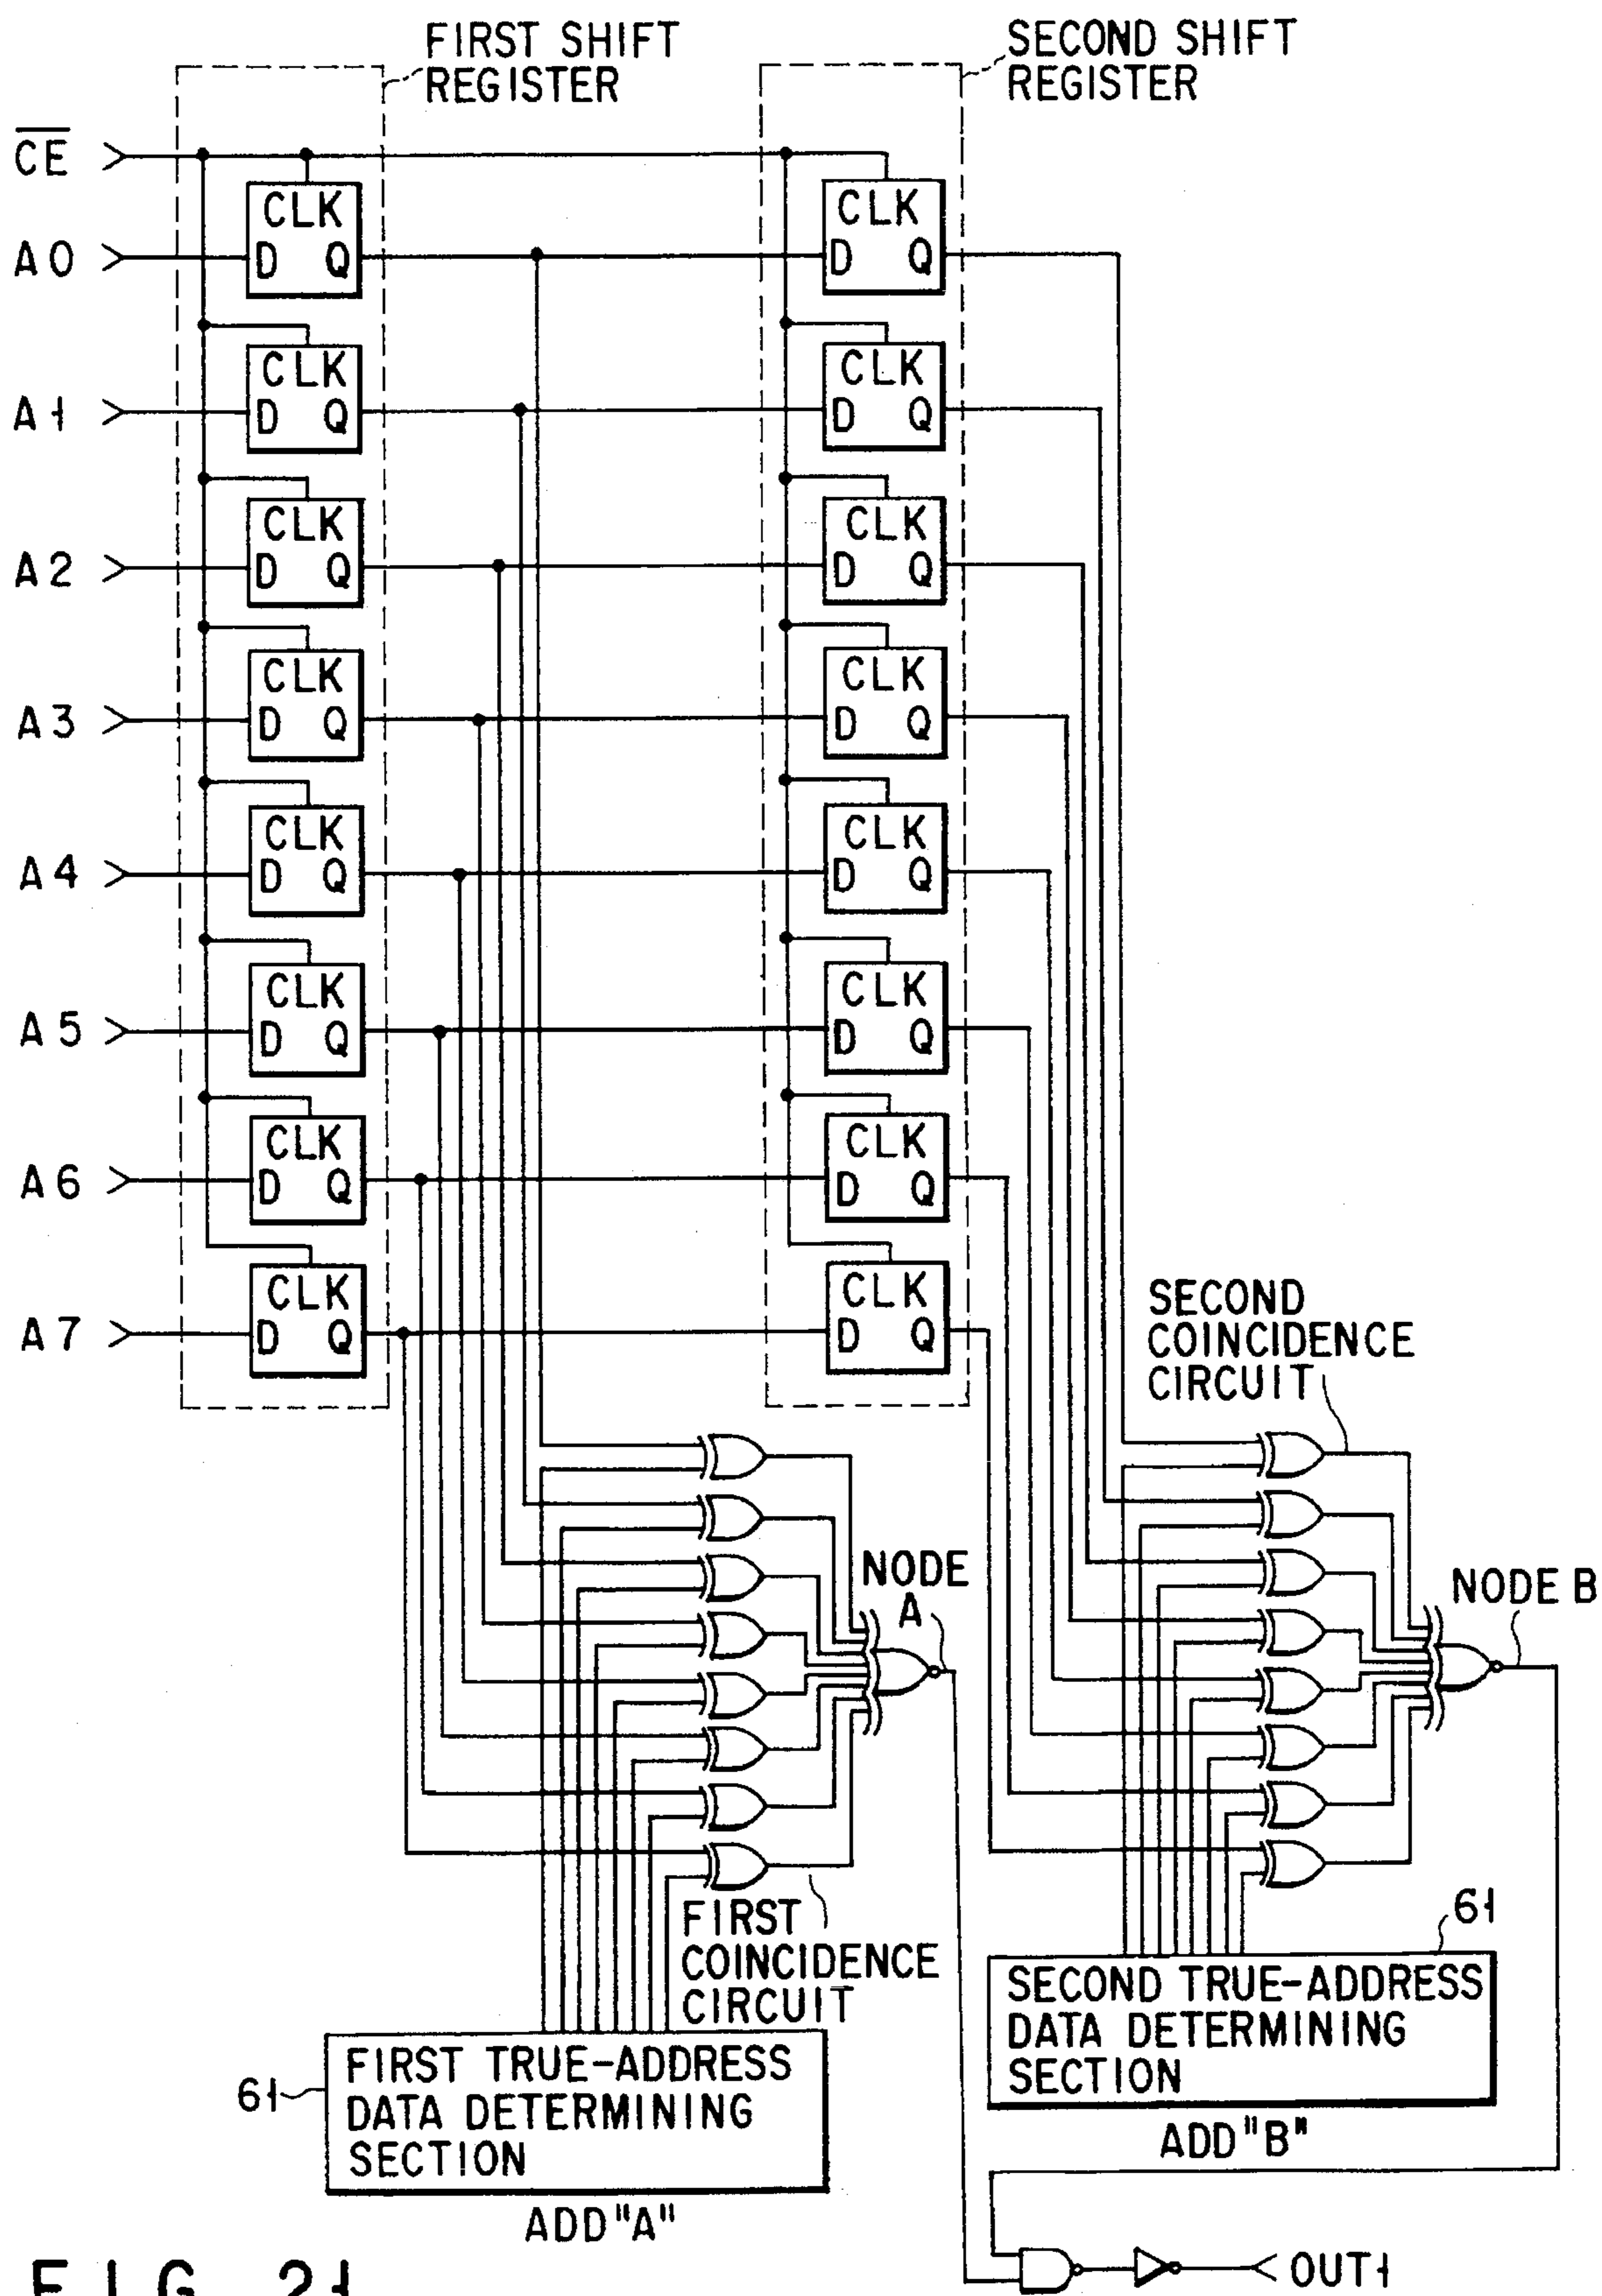 FIRST SHIFT
REGISTER
SECOND SHIFT
REGISTER
CE
CLK
D Q
CLK
D Q
A0
CLK
D Q
CLK
D Q
A1
CLK
D Q
CLK
D Q
A2
CLK
D Q
CLK
D Q
A3
CLK
D Q
CLK
D Q
A4
CLK
D Q
CLK
D Q
A5
CLK
D Q
CLK
D Q
A6
CLK
D Q
CLK
D Q
A7
SECOND
COINCIDENCE
CIRCUIT
NODE
A
NODE B
FIRST
COINCIDENCE
CIRCUIT
61
SECOND TRUE-ADDRESS
DATA DETERMINING
SECTION
ADD"B"
61
FIRST TRUE-ADDRESS
DATA DETERMINING
SECTION
ADD"A"
OUT1
FIG. 21